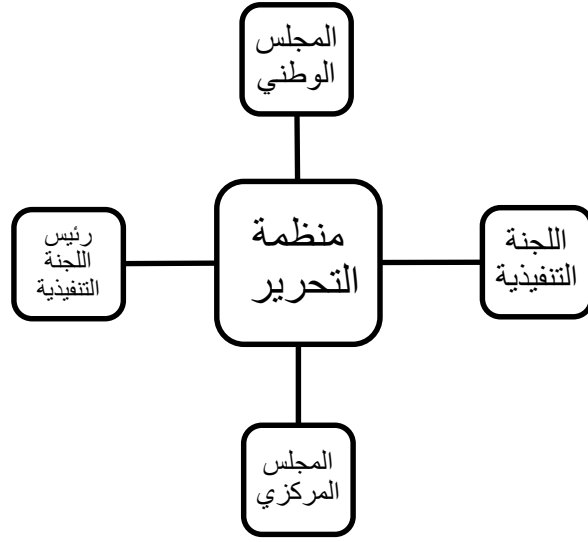 المجلس
الوطني
منظمة
التحرير
اللجنة
التنفيذية
رئيس
اللجنة
التنفيذية
المجلس
المركزي